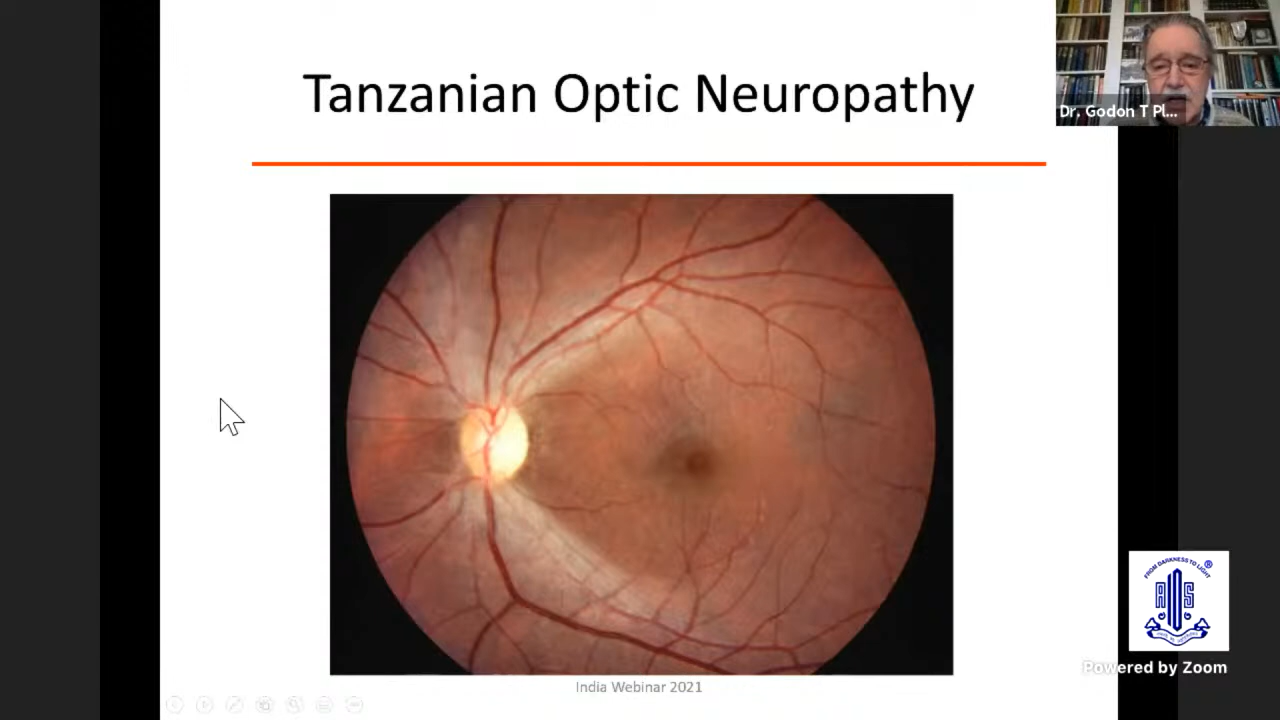 Tanzanian Optic Neuropathy
Dr. Godon T Pl...
FROM DARKNESS TO LIGHT
®
India Webinar 2021
Powered by Zoom